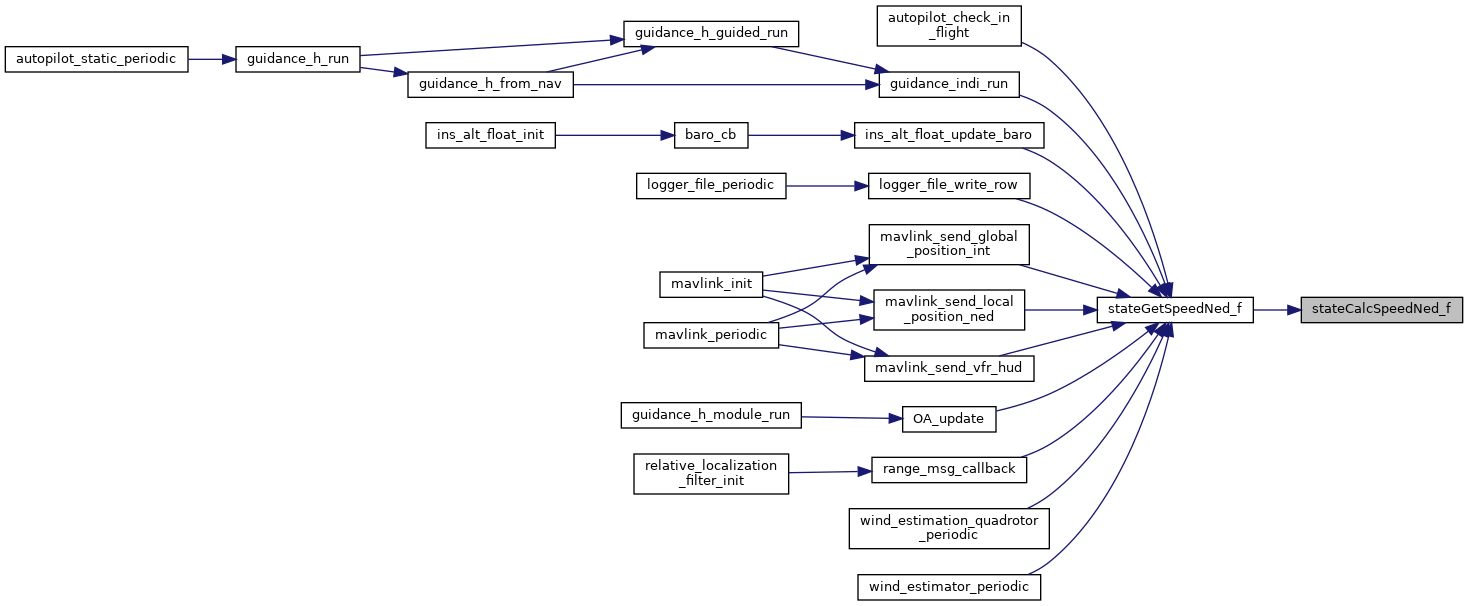 autopilot_check_in
_flight
guidance_h_guided_run
autopilot_static_periodic
guidance_h_run
guidance_h_from_nav
guidance_indi_run
ins_alt_float_init
baro_cb
ins_alt_float_update_baro
logger_file_periodic
logger_file_write_row
mavlink_send_global
_position_int
mavlink_init
mavlink_send_local
_position_ned
stateGetSpeedNed_f
stateCalcSpeedNed_f
mavlink_periodic
mavlink_send_vfr_hud
guidance_h_module_run
OA_update
relative_localization
_filter_init
range_msg_callback
wind_estimation_quadrotor
_periodic
wind_estimator_periodic